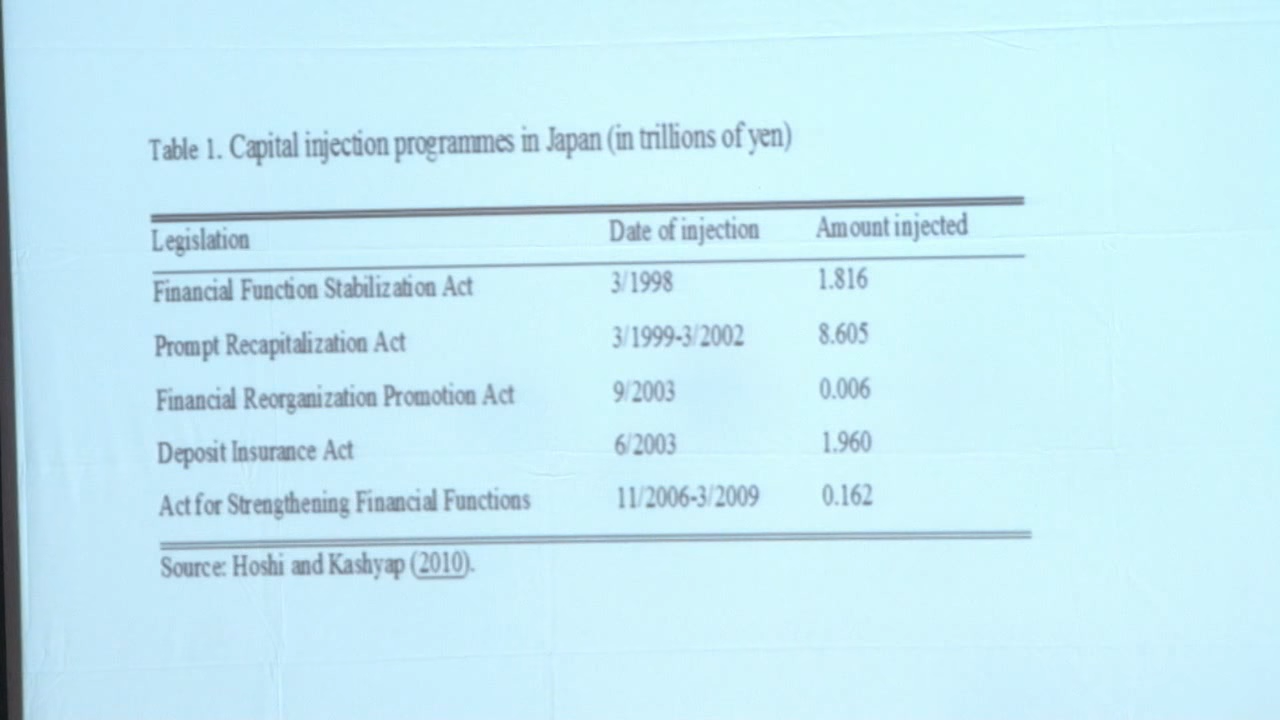 Table 1. Capital injection programmes in Japan (in trillions of yen)
Legislation Date of injection Amount injected
Financial Function Stabilization Act 3/1998 1.816
Prompt Recapitalization Act 3/1999-3/2002 8.605
Financial Reorganization Promotion Act 9/2003 0.006
Deposit Insurance Act 6/2003 1.960
Act for Strengthening Financial Functions 11/2006-3/2009 0.162
Source: Hoshi and Kashyap (2010).